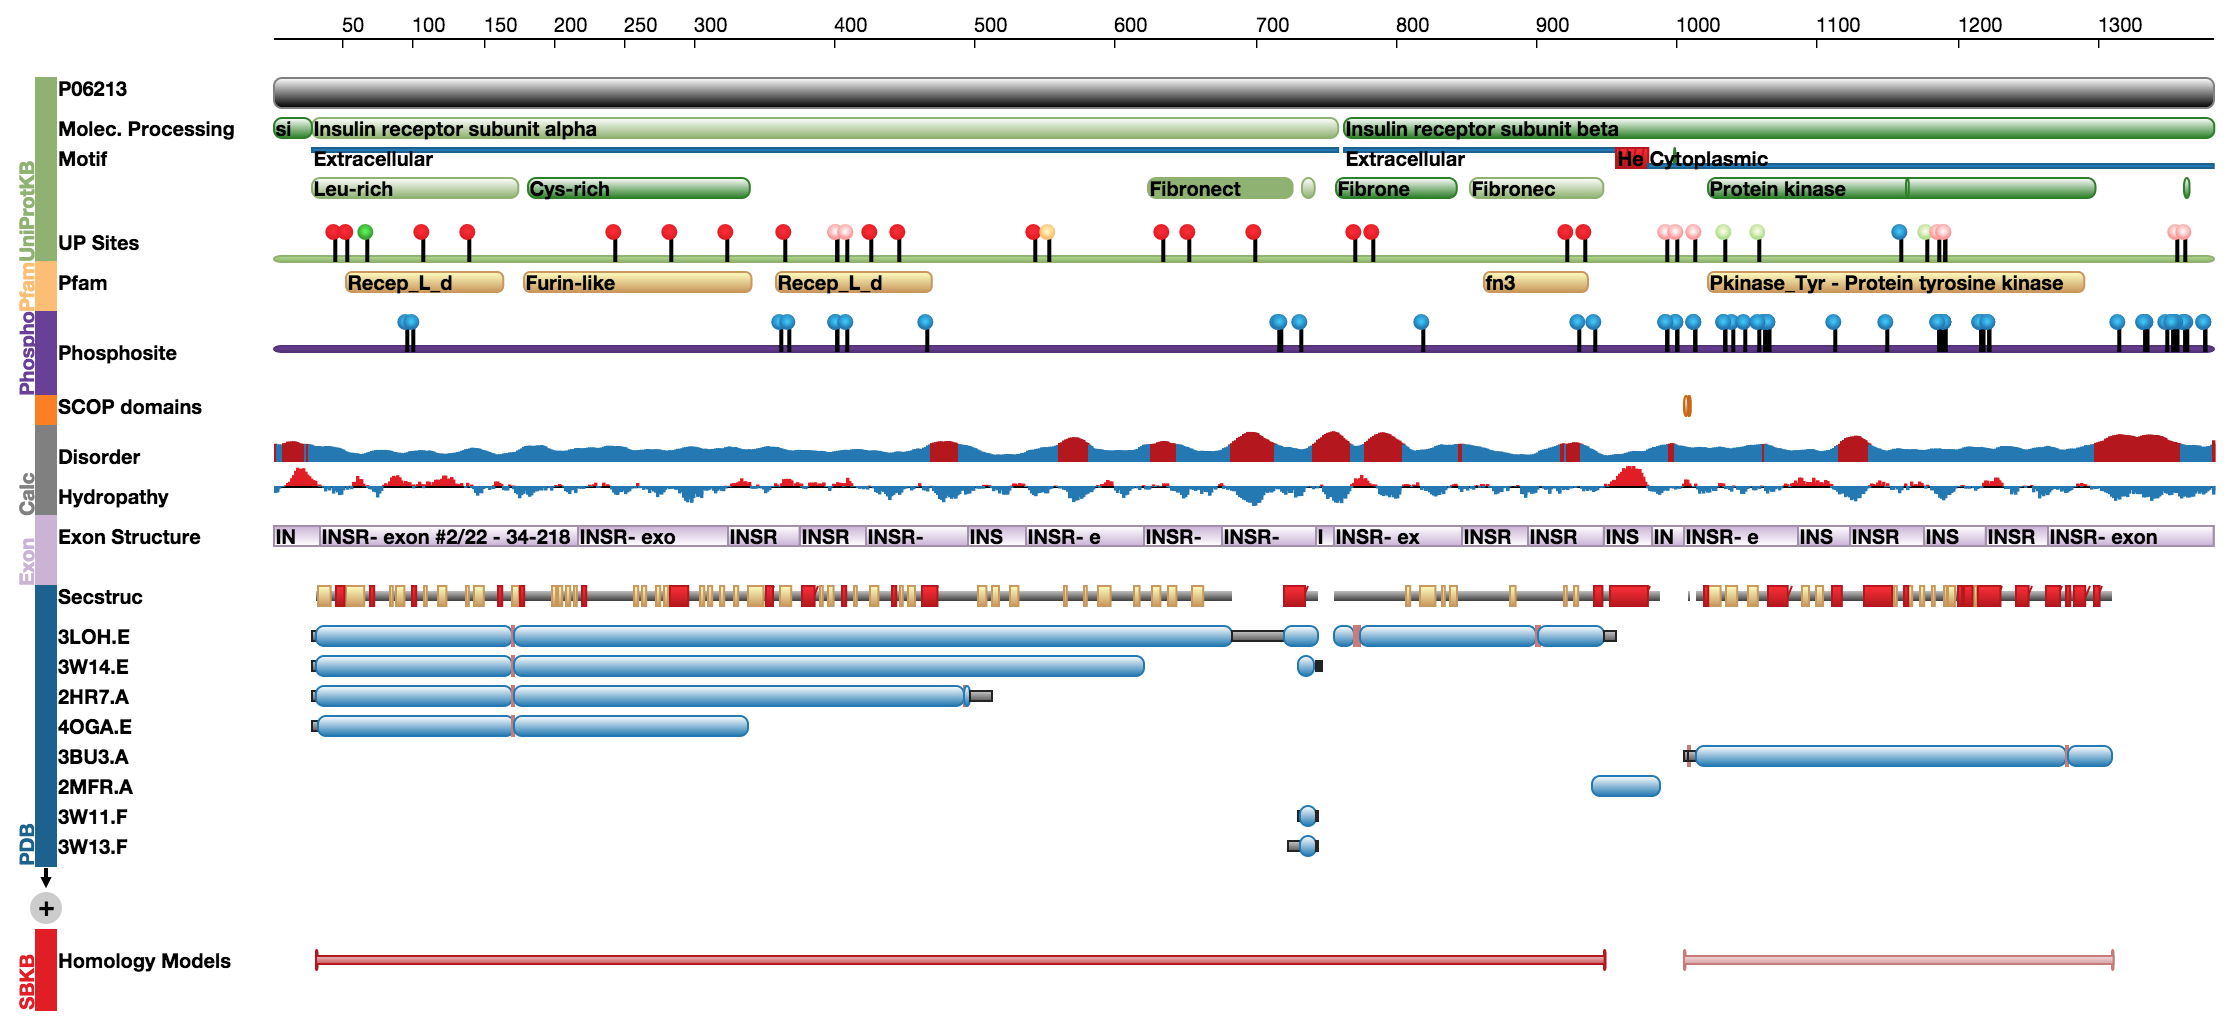 50 100 150 200 250 300 400 500 600 700 800 900 1000 1100 1200 1300
UniProtKB
P06213
Molec. Processing si Insulin receptor subunit alpha Insulin receptor subunit beta
Motif Extracellular Extracellular He Cytoplasmic
Leu-rich Cys-rich Fibronect Fibrone Fibronec Protein kinase
UP Sites
Pfam
Pfam Recep_L_d Furin-like Recep_L_d fn3 Pkinase_Tyr - Protein tyrosine kinase
Phospho
Phosphosite
SCOP domains
Calc
Disorder
Hydropathy
Exon
Exon Structure IN INSR- exon #2/22 - 34-218 INSR- exo INSR INSR INSR- INS INSR- e INSR- INSR- I INSR- ex INSR INSR INS IN INSR- e INS INSR INS INSR INSR- exon
PDB
Secstruc
3LOH.E
3W14.E
2HR7.A
4OGA.E
3BU3.A
2MFR.A
3W11.F
3W13.F
+
SBKB
Homology Models